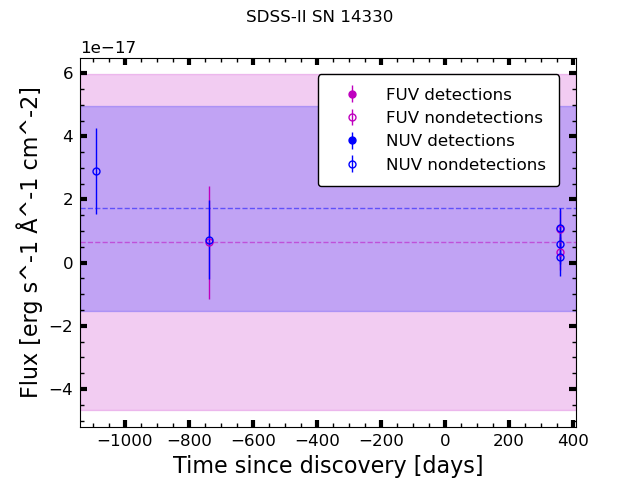 SDSS-II SN 14330
1e−17
6
4
2
0
−2
−4
Flux [erg s^-1 Å^-1 cm^-2]
FUV detections
FUV nondetections
NUV detections
NUV nondetections
−1000 −800 −600 −400 −200 0 200 400
Time since discovery [days]